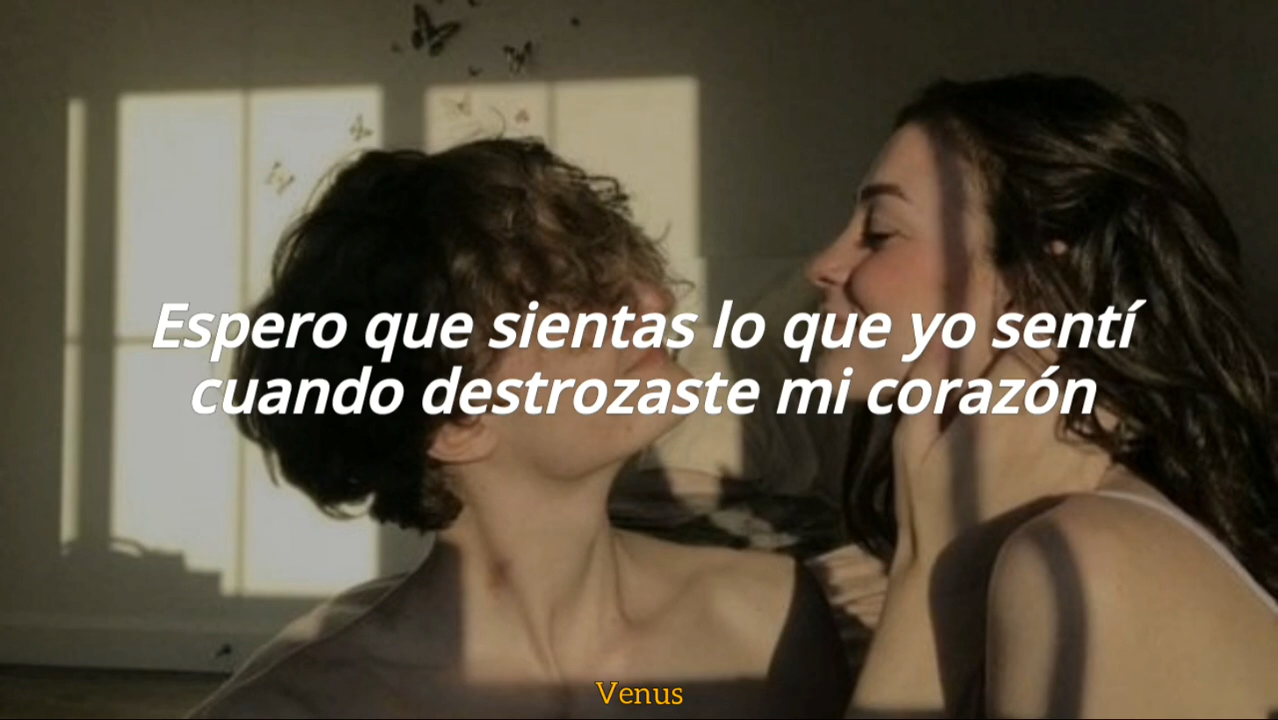 Espero que sientas lo que yo sentí
cuando destrozaste mi corazón
Venus